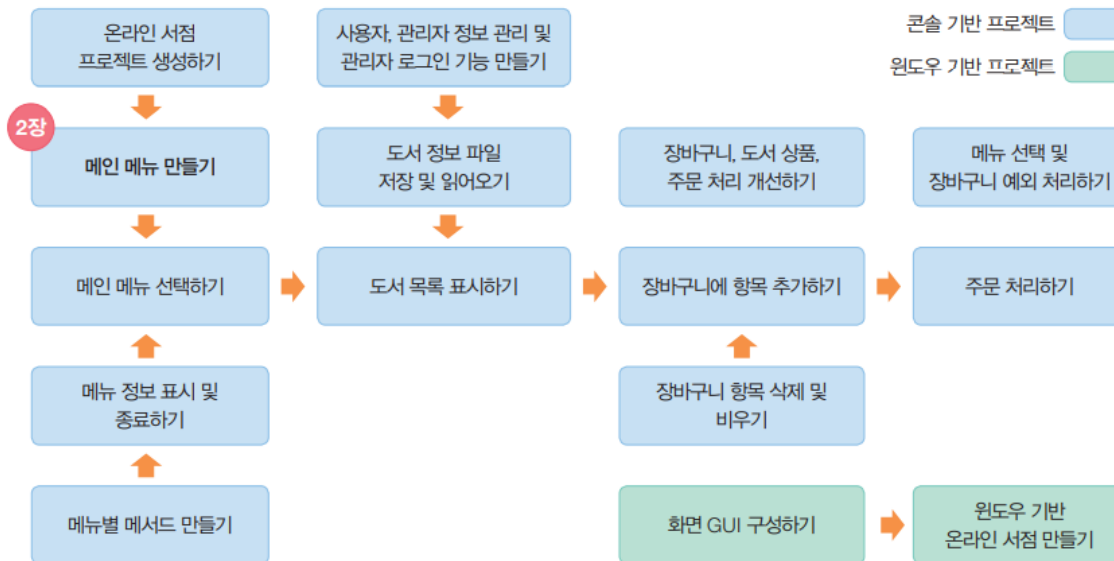 온라인 서점
프로젝트 생성하기
사용자, 관리자 정보 관리 및
관리자 로그인 기능 만들기
콘솔 기반 프로젝트
윈도우 기반 프로젝트
2장
메인 메뉴 만들기
도서 정보 파일
저장 및 읽어오기
장바구니, 도서 상품,
주문 처리 개선하기
메뉴 선택 및
장바구니 예외 처리하기
메인 메뉴 선택하기
도서 목록 표시하기
장바구니에 항목 추가하기
주문 처리하기
메뉴 정보 표시 및
종료하기
장바구니 항목 삭제 및
비우기
메뉴별 메서드 만들기
화면 GUI 구성하기
윈도우 기반
온라인 서점 만들기